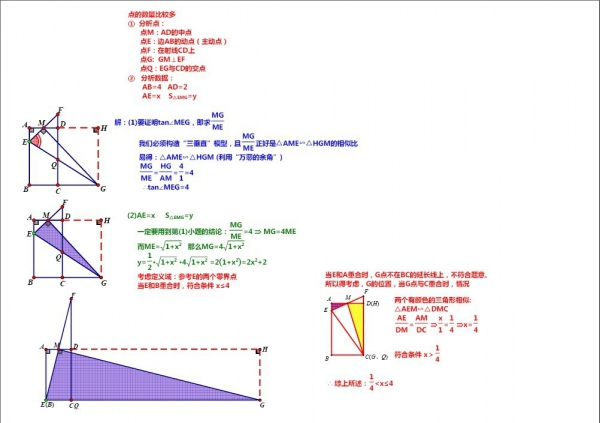 点的数量比较多
① 分析点:
点M:AD的中点
点E:边AB的动点(主动点)
点F:在射线CD上
点G: GM⊥EF
点Q:EG与CD的交点
② 分析数据:
AB=4 AD=2
AE=x S△EMG=y
解:(1)要证明tan∠MEG,即求MG/ME
我们必须构造“三垂直”模型,且MG/ME正好是△AME∽△HGM的相似比
易得:△AME∽△HGM (利用“万恶的余角”)
MG/ME=HG/AM=4/1=4
∴tan∠MEG=4
(2)AE=x S△EMG=y
一定要用到第(1)小题的结论:MG/ME=4⇒MG=4ME
而ME=√1+x² 那么MG=4√1+x²
y=1/2*√1+x²*4√1+x²=2(1+x²)=2x²+2
考虑定义域:参考E的两个零界点
当E和B重合时,符合条件 x≤4
当E和A重合时,G点不在BC的延长线上,不符合题意。
所以得考虑,G的位置,当G点与C重合时,情况
两个有颜色的三角形相似:
△AEM∽△DMC
AE/DM=AM/DC⇒x/1=1/4⇒x=1/4
符合条件 x>1/4
∴ 综上所述:1/4<x≤4
F
A M D H
E
Q
B C G
F
A M D H
E
Q
B C G
F
A M D H
E(B) CQ G
F
A M
E D(H)
B C(G、Q)